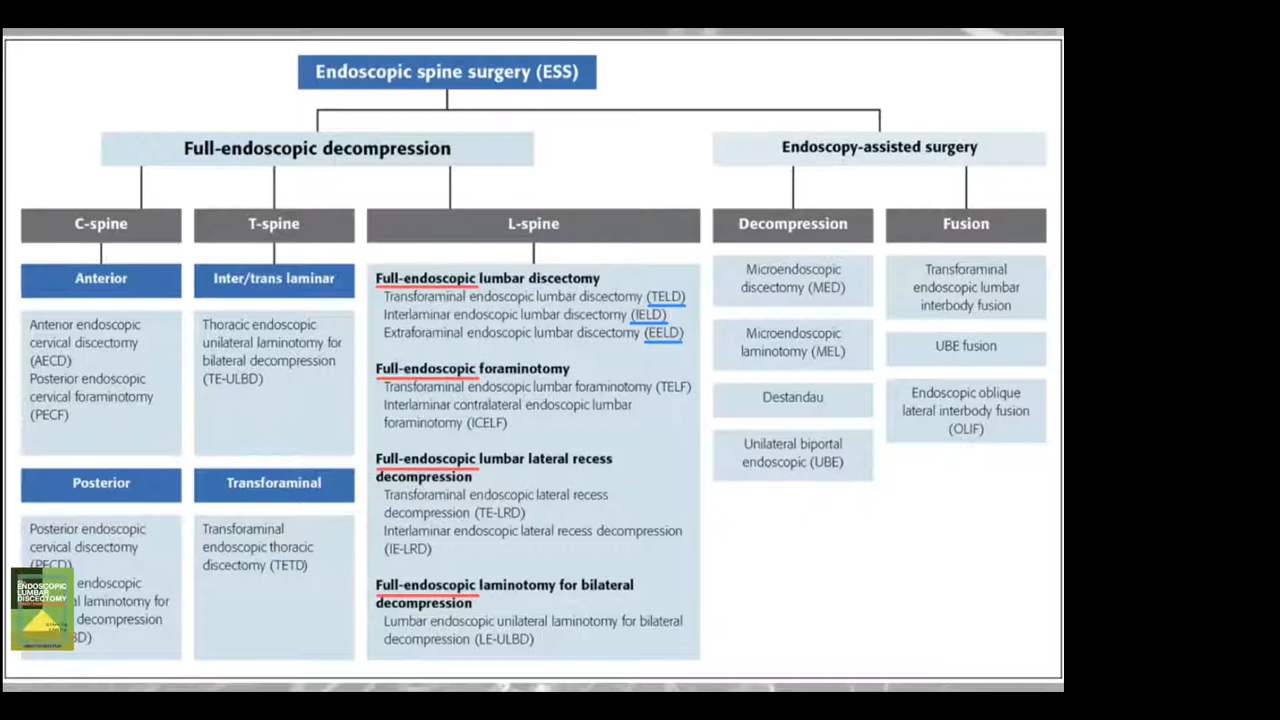 Endoscopic spine surgery (ESS)
Full-endoscopic decompression
Endoscopy-assisted surgery
C-spine
T-spine
L-spine
Decompression
Fusion
Anterior
Anterior endoscopic
cervical discectomy
(AECD)
Posterior endoscopic
cervical foraminotomy
(PECF)
Posterior
Posterior endoscopic
cervical discectomy
(PECD)
endoscopic
laminotomy for
decompression
Inter/trans laminar
Thoracic endoscopic
unilateral laminotomy for
bilateral decompression
(TE-ULBD)
Transforaminal
Transforaminal
endoscopic thoracic
discectomy (TETD)
Full-endoscopic lumbar discectomy
Transforaminal endoscopic lumbar discectomy (TELD)
Interlaminar endoscopic lumbar discectomy (IELD)
Extraforaminal endoscopic lumbar discectomy (EELD)
Full-endoscopic foraminotomy
Transforaminal endoscopic lumbar foraminotomy (TELF)
Interlaminar contralateral endoscopic lumbar
foraminotomy (ICELF)
Full-endoscopic lumbar lateral recess
decompression
Transforaminal endoscopic lateral recess
decompression (TE-LRD)
Interlaminar endoscopic lateral recess decompression
(IE-LRD)
Full-endoscopic laminotomy for bilateral
decompression
Lumbar endoscopic unilateral laminotomy for bilateral
decompression (LE-ULBD)
Microendoscopic
discectomy (MED)
Microendoscopic
laminotomy (MEL)
Destandau
Unilateral biportal
endoscopic (UBE)
Transforaminal
endoscopic lumbar
interbody fusion
UBE fusion
Endoscopic oblique
lateral interbody fusion
(OLIF)
ENDOSCOPIC
LUMBAR
DISCECTOMY